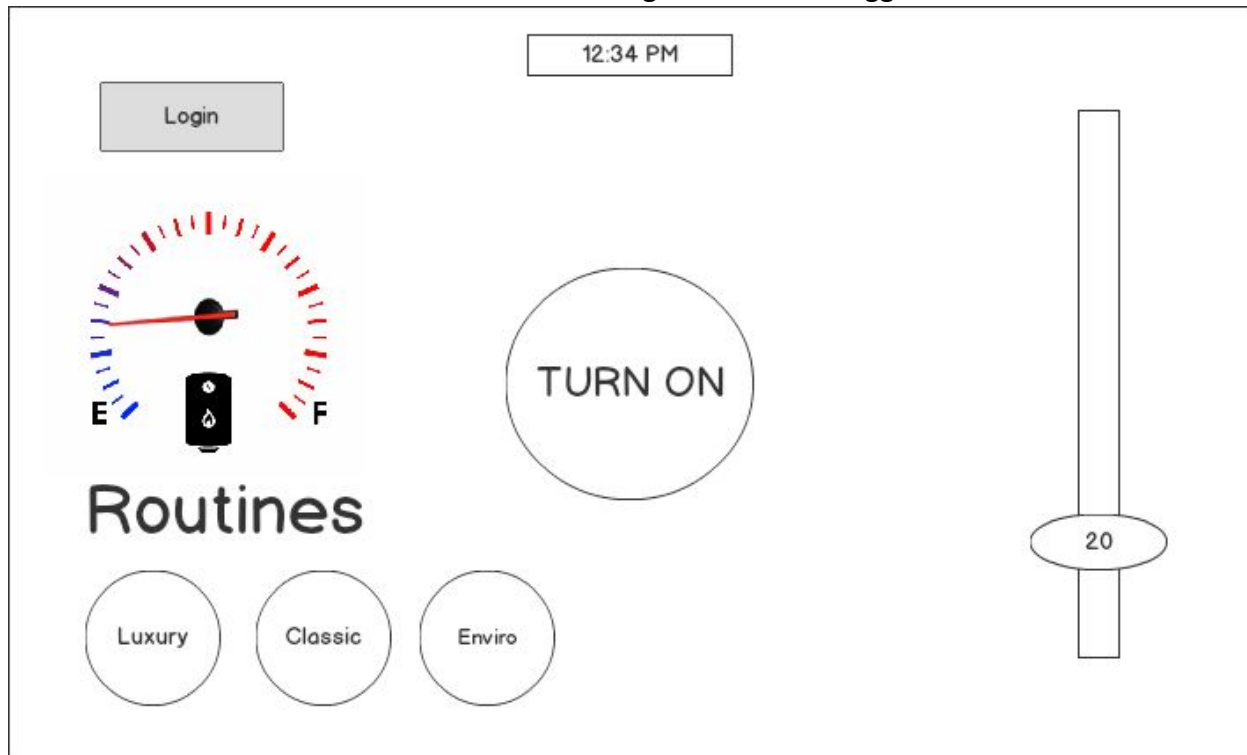 12:34 PM
Login
E F
TURN ON
Routines
20
Luxury Classic Enviro